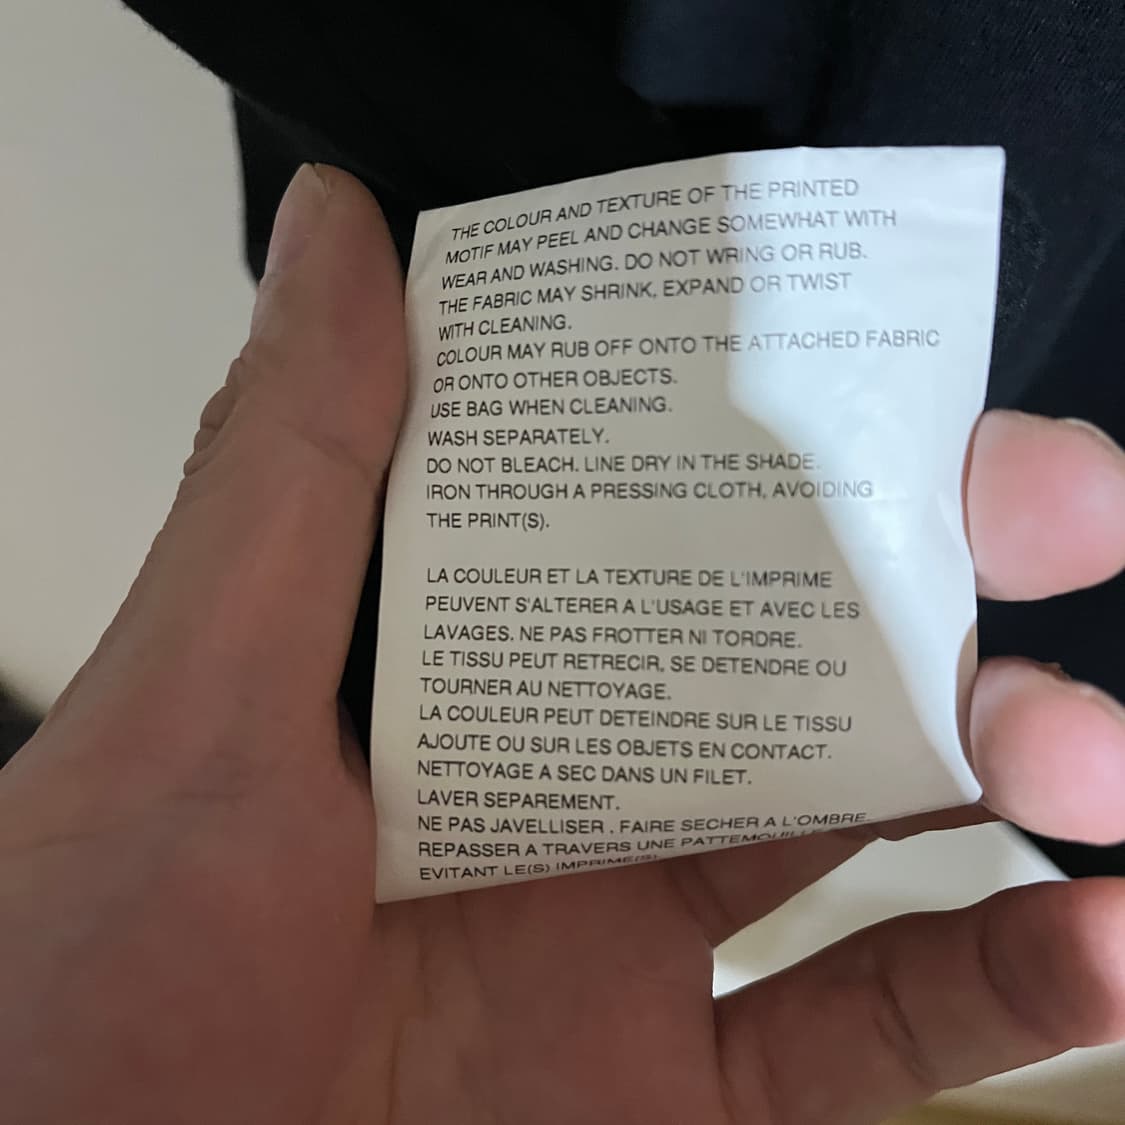 THE COLOUR AND TEXTURE OF THE PRINTED
MOTIF MAY PEEL AND CHANGE SOMEWHAT WITH
WEAR AND WASHING. DO NOT WRING OR RUB.
THE FABRIC MAY SHRINK, EXPAND OR TWIST
WITH CLEANING.
COLOUR MAY RUB OFF ONTO THE ATTACHED FABRIC
OR ONTO OTHER OBJECTS.
USE BAG WHEN CLEANING.
WASH SEPARATELY.
DO NOT BLEACH. LINE DRY IN THE SHADE.
IRON THROUGH A PRESSING CLOTH, AVOIDING
THE PRINT(S).
LA COULEUR ET LA TEXTURE DE L'IMPRIME
PEUVENT S'ALTERER A L'USAGE ET AVEC LES
LAVAGES. NE PAS FROTTER NI TORDRE.
LE TISSU PEUT RETRECIR, SE DETENDRE OU
TOURNER AU NETTOYAGE.
LA COULEUR PEUT DETEINDRE SUR LE TISSU
AJOUTE OU SUR LES OBJETS EN CONTACT.
NETTOYAGE A SEC DANS UN FILET.
LAVER SEPAREMENT.
NE PAS JAVELLISER . FAIRE SECHER A L'OMBRE.
REPASSER A TRAVERS UNE PATTEMOUILLE
EVITANT LE(S) IMPRIME(S).